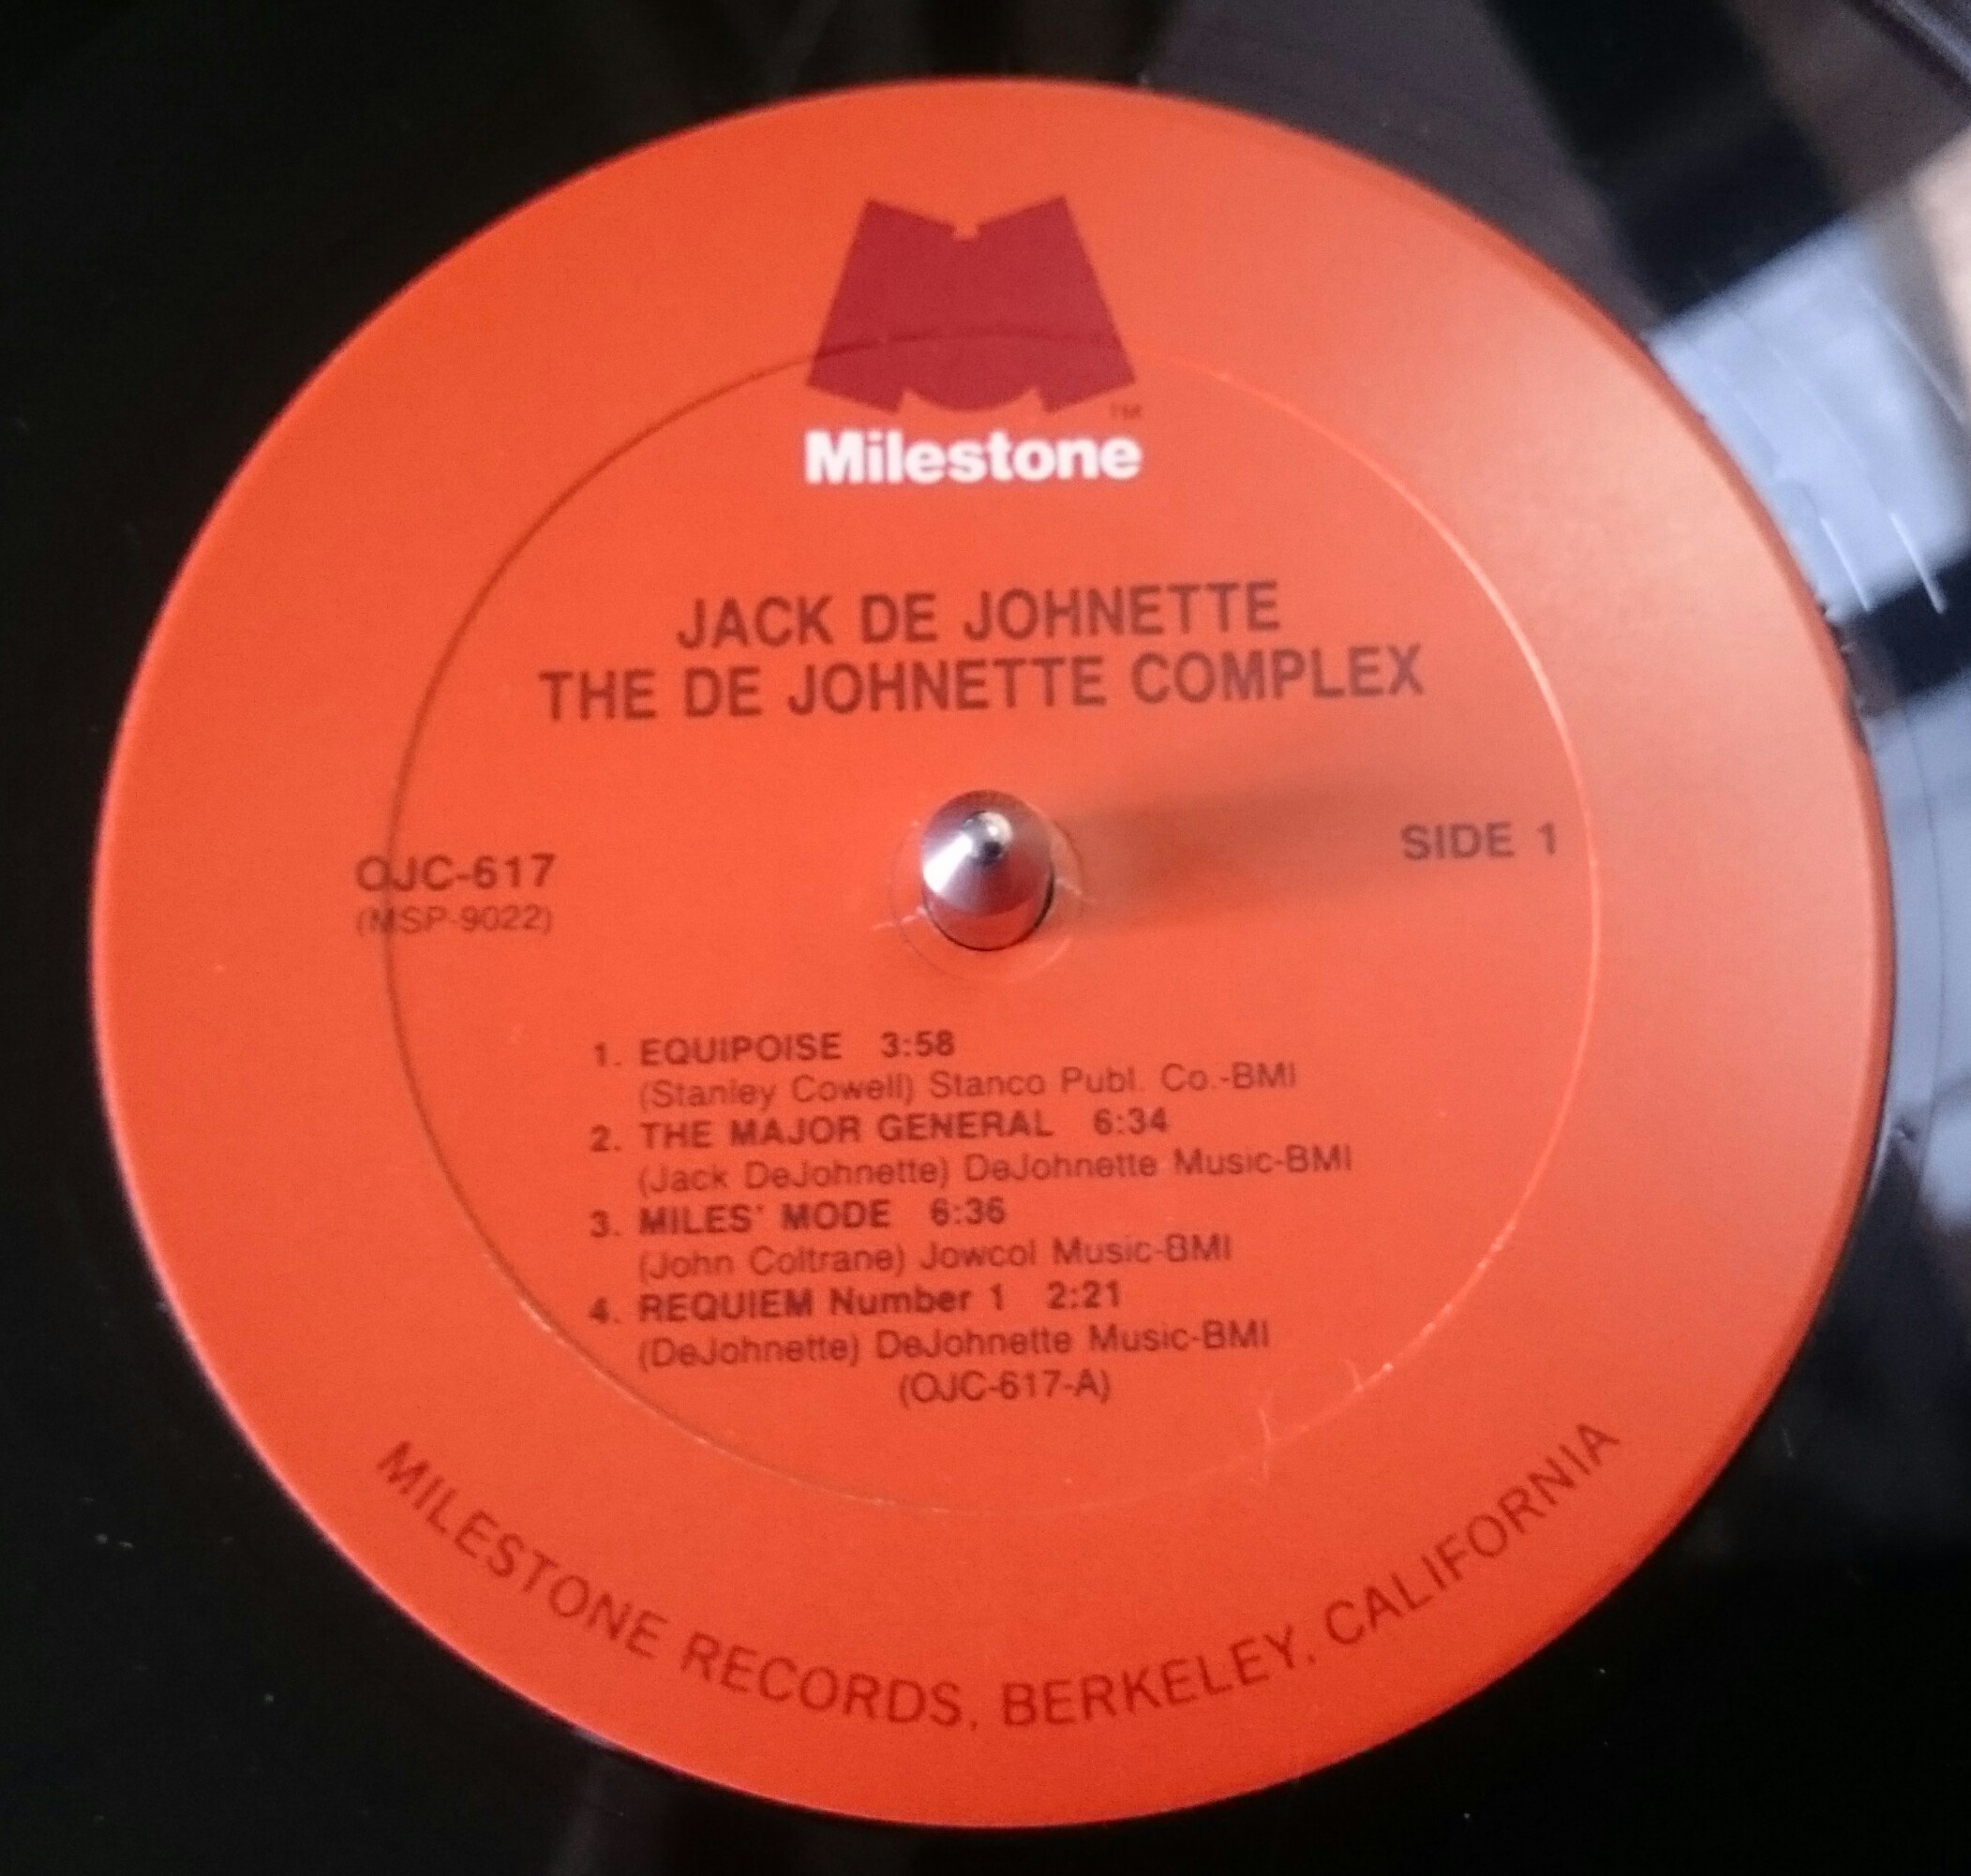 TM
Milestone
JACK DE JOHNETTE
THE DE JOHNETTE COMPLEX
SIDE 1
OJC-617
(MSP-9022)
1. EQUIPOISE 3:58
(Stanley Cowell) Stanco Publ. Co.-BMI
2. THE MAJOR GENERAL 6:34
(Jack DeJohnette) DeJohnette Music-BMI
3. MILES' MODE 6:36
(John Coltrane) Jowcol Music-BMI
4. REQUIEM Number 1 2:21
(DeJohnette) DeJohnette Music-BMI
(OJC-617-A)
MILESTONE RECORDS, BERKELEY, CALIFORNIA